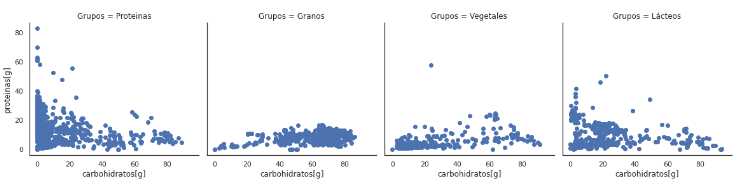 Grupos = Proteinas
Grupos = Granos
Grupos = Vegetales
Grupos = Lácteos
proteinas[g]
80
60
40
20
0
0 20 40 60 80
0 20 40 60 80
0 20 40 60 80
0 20 40 60 80
carbohidratos[g]
carbohidratos[g]
carbohidratos[g]
carbohidratos[g]